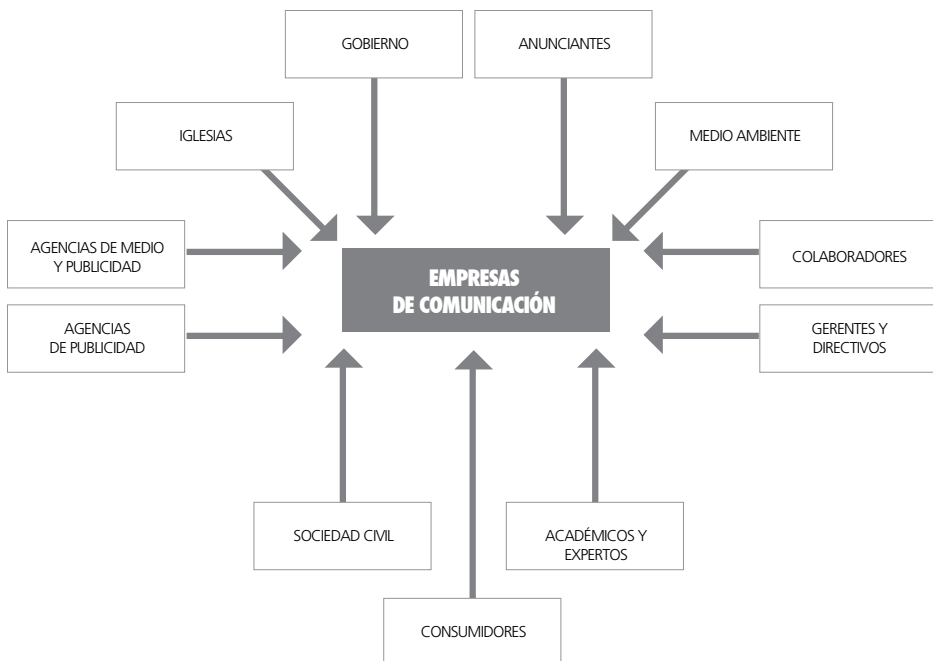 GOBIERNO
ANUNCIANTES
IGLESIAS
MEDIO AMBIENTE
AGENCIAS DE MEDIO
Y PUBLICIDAD
COLABORADORES
EMPRESAS
DE COMUNICACIÓN
AGENCIAS
DE PUBLICIDAD
GERENTES Y
DIRECTIVOS
SOCIEDAD CIVIL
ACADÉMICOS Y
EXPERTOS
CONSUMIDORES